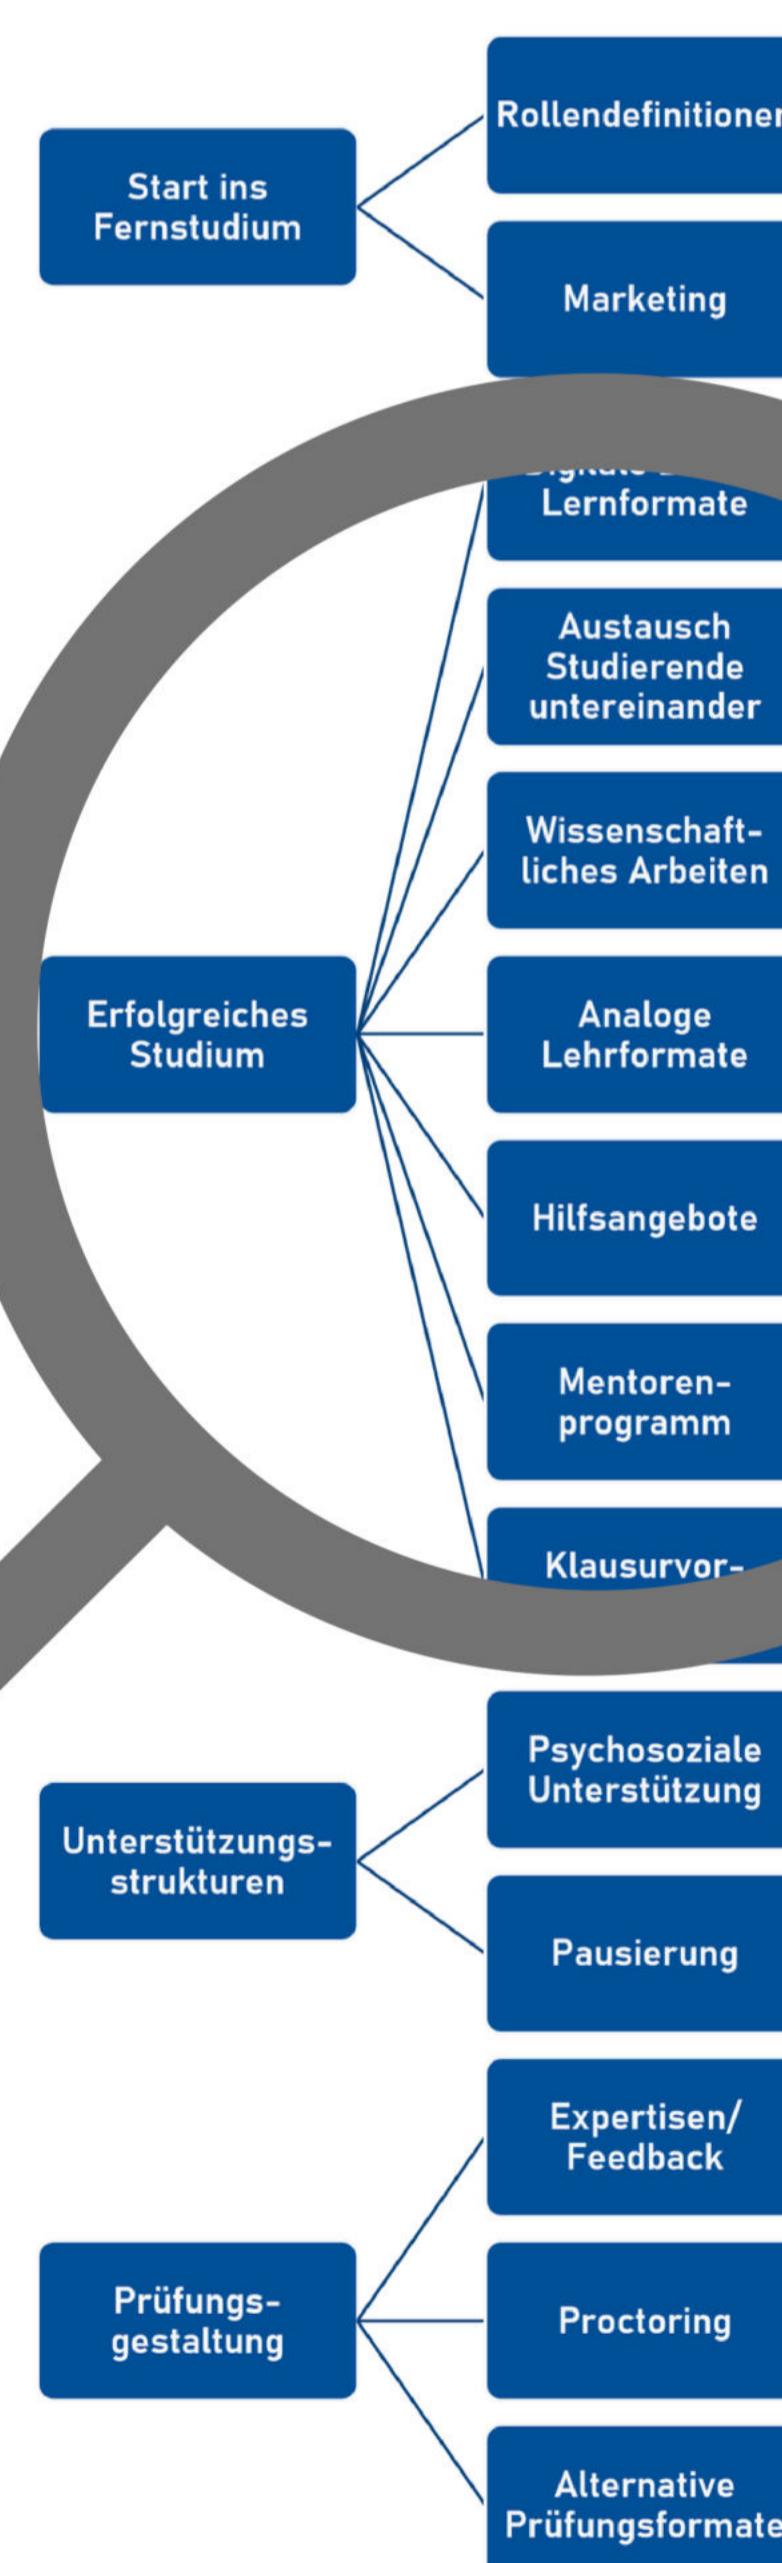 Rollendefinitionen
Start ins
Fernstudium
Marketing
Digitale
Lernformate
Austausch
Studierende
untereinander
Wissenschaft-
liches Arbeiten
Erfolgreiches
Studium
Analoge
Lehrformate
Hilfsangebote
Mentoren-
programm
Klausurvor-
Psychosoziale
Unterstützung
Unterstützungs-
strukturen
Pausierung
Expertisen/
Feedback
Prüfungs-
gestaltung
Proctoring
Alternative
Prüfungsformate